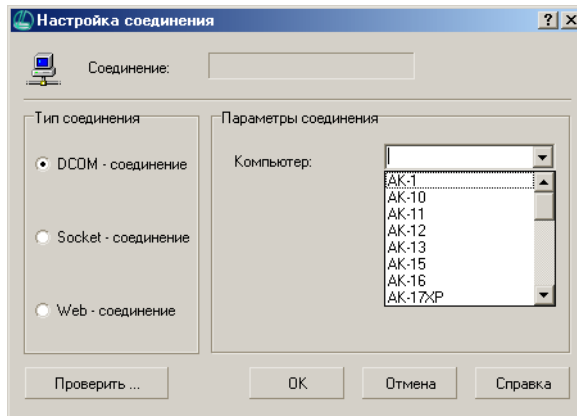 Настройка соединения
Соединение:
Тип соединения
DCOM - соединение
Socket - соединение
Web - соединение
Параметры соединения
Компьютер:
AK-1
AK-10
AK-11
AK-12
AK-13
AK-15
AK-16
AK-17XP
Проверить ...
OK
Отмена
Справка